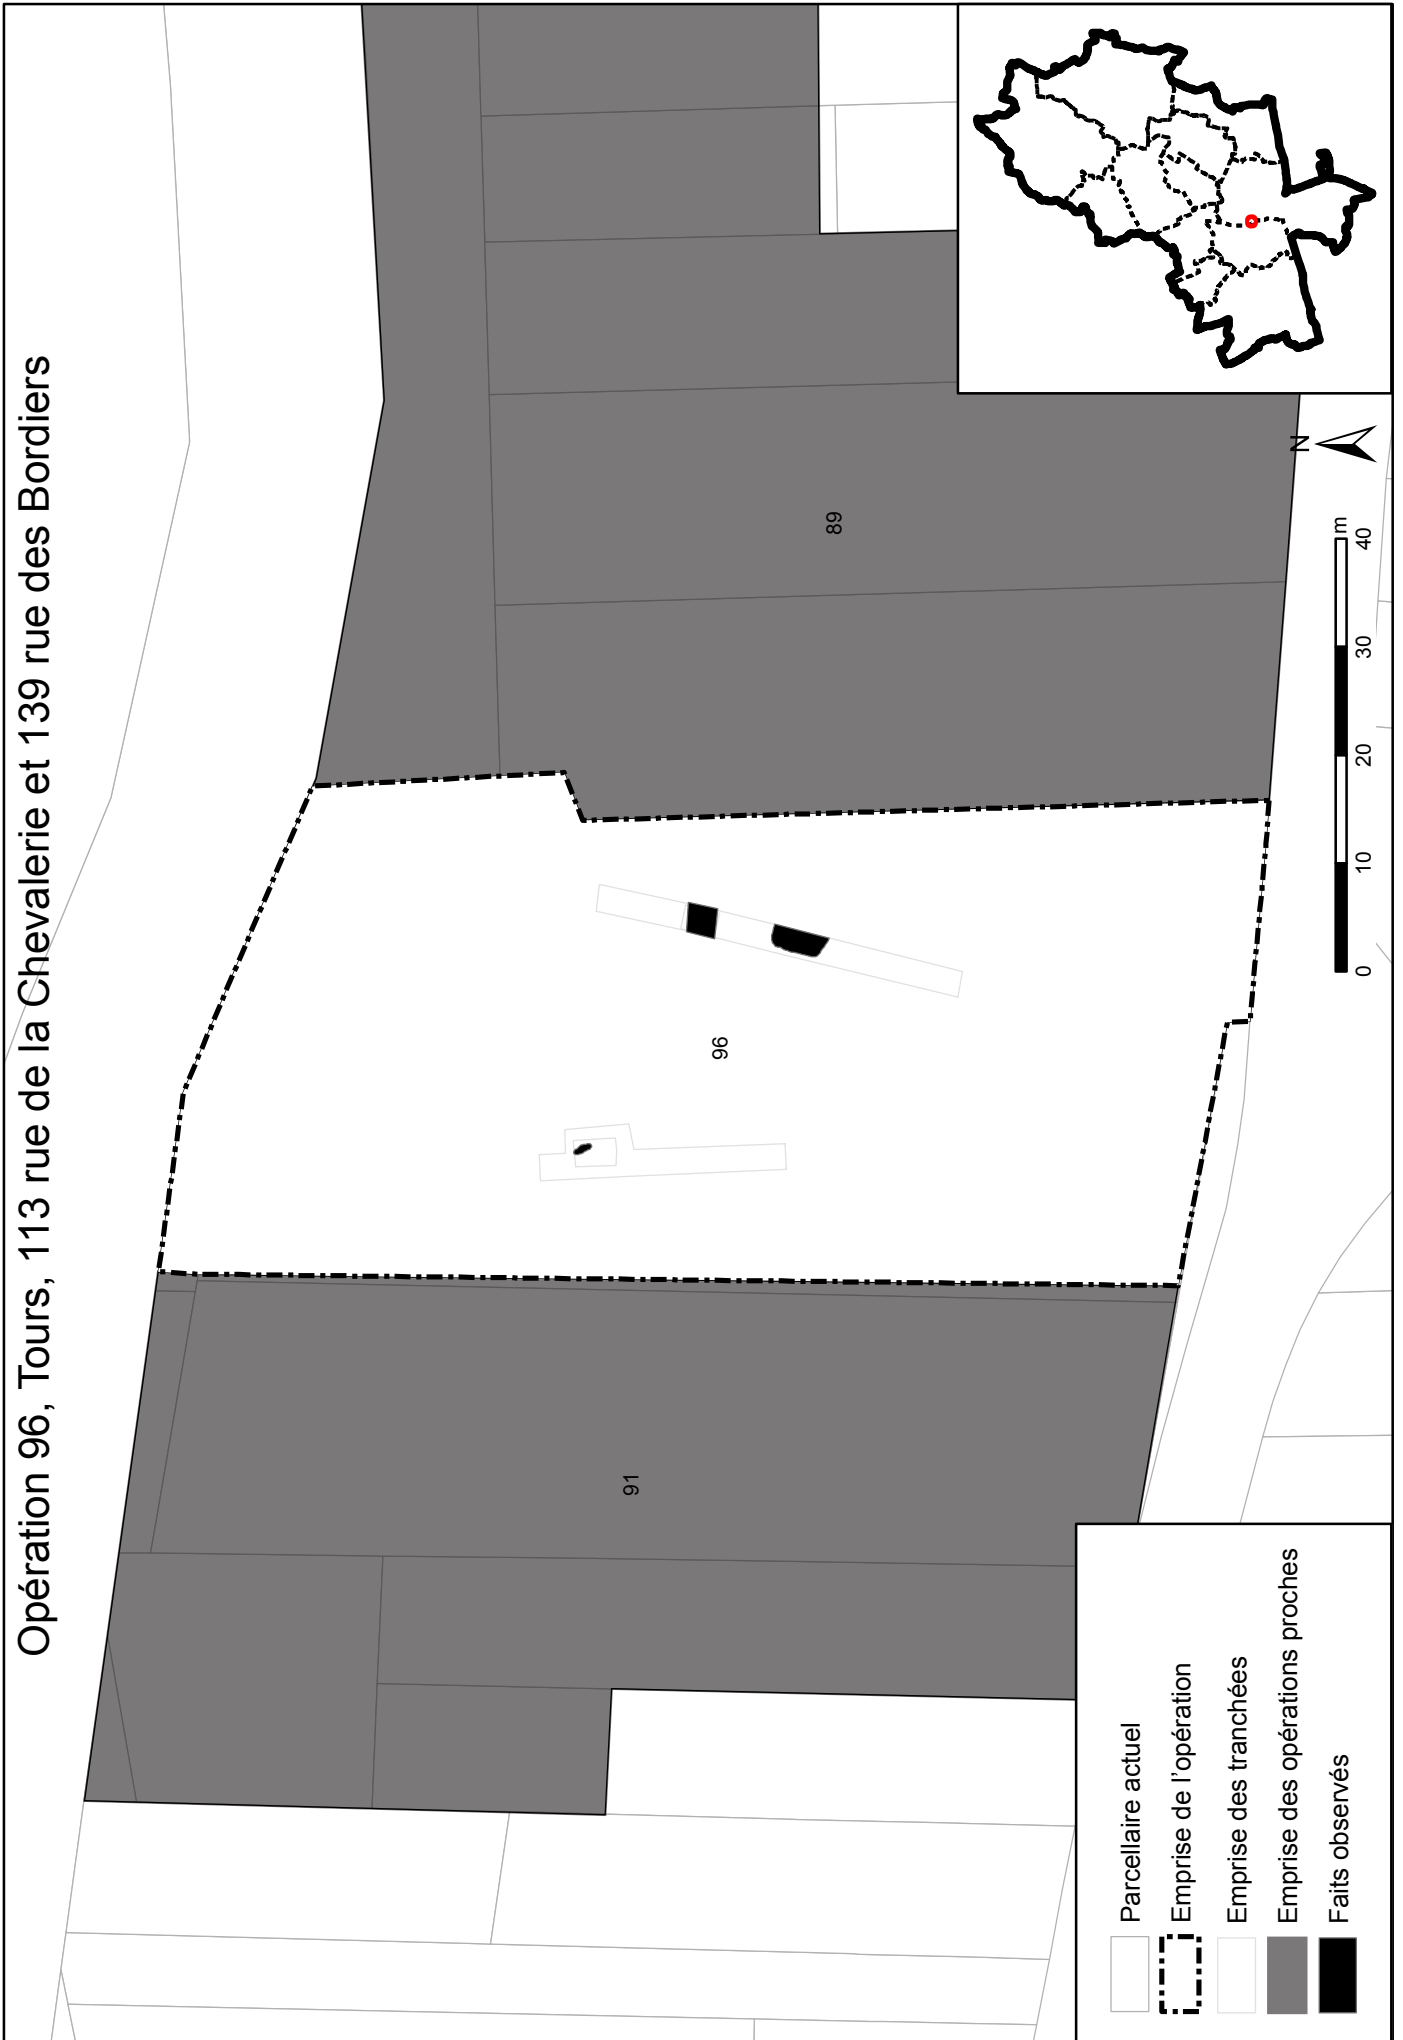 Opération 96, Tours, 113 rue de la Chevalerie et 139 rue des Bordiers
91
96
89
Parcellaire actuel
Emprise de l'opération
Emprise des tranchées
Emprise des opérations proches
Faits observés
N
m
0 10 20 30 40